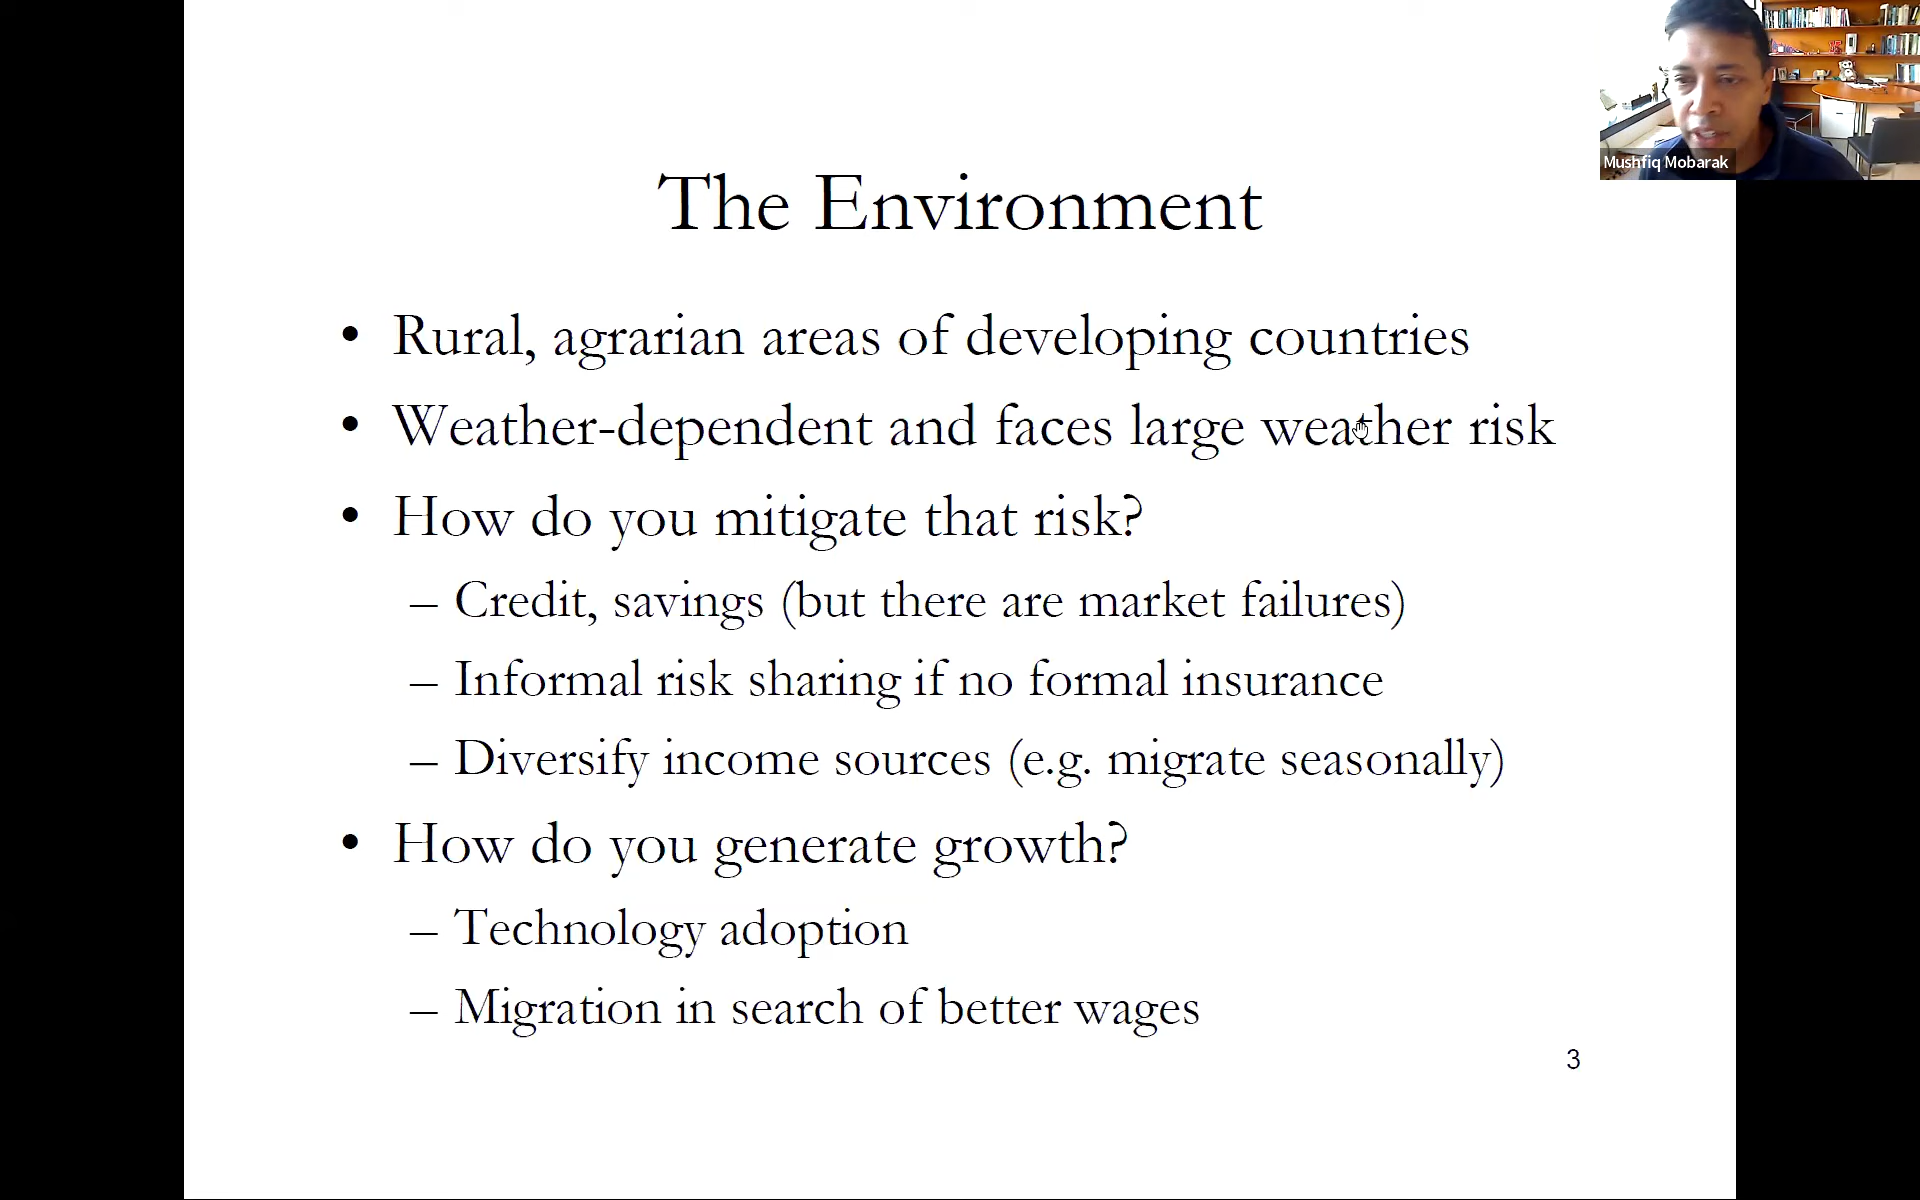 Mushfiq Mobarak
The Environment
• Rural, agrarian areas of developing countries
• Weather-dependent and faces large weather risk
• How do you mitigate that risk?
– Credit, savings (but there are market failures)
– Informal risk sharing if no formal insurance
– Diversify income sources (e.g. migrate seasonally)
• How do you generate growth?
– Technology adoption
– Migration in search of better wages
3